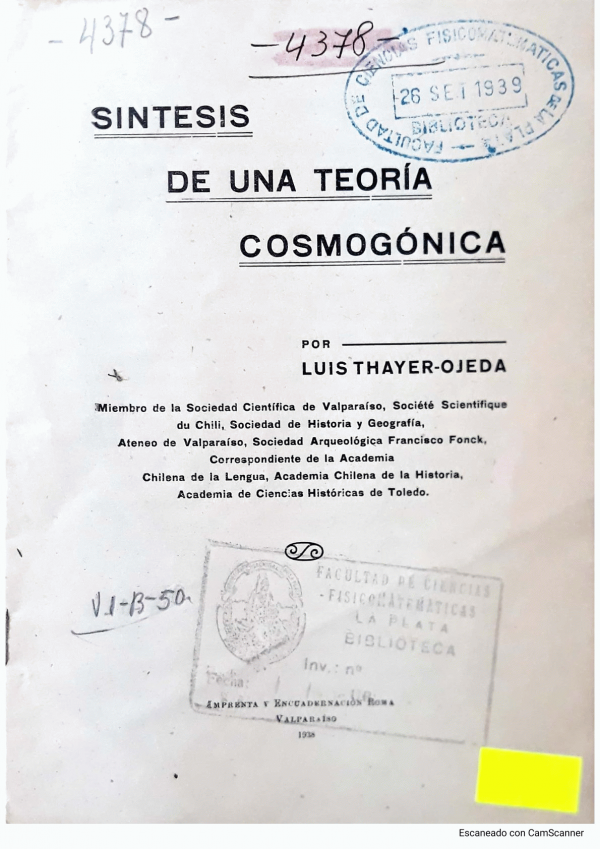 - 4378 -
- 4378 -
FACULTAD DE CIENCIAS FISICOMATEMATICAS DE LA PLATA
26 SET 1939
BIBLIOTECA
SINTESIS
DE UNA TEORÍA
COSMOGÓNICA
POR
LUIS THAYER-OJEDA
Miembro de la Sociedad Científica de Valparaíso, Société Scientifique
du Chili, Sociedad de Historia y Geografía,
Ateneo de Valparaíso, Sociedad Arqueológica Francisco Fonck,
Correspondiente de la Academia
Chilena de la Lengua, Academia Chilena de la Historia,
Academia de Ciencias Históricas de Toledo.
V.1-B-50
FACULTAD DE CIENCIAS
-FISICOMATEMATICAS
LA PLATA
BIBLIOTECA
Inv.: nº
Fecha:
IMPRENTA Y ENCUADERNACIÓN ROMA
VALPARAÍSO
1938
Escaneado con CamScanner